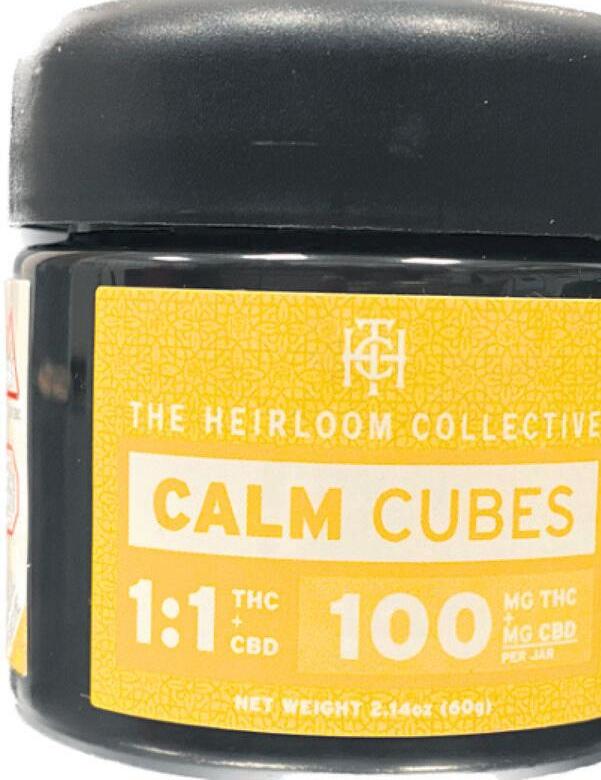 THC
THE HEIRLOOM COLLECTIVE
CALM CUBES
1:1 THC + CBD
100 MG THC + MG CBD PER JAR
NET WEIGHT 2.14oz (60g)